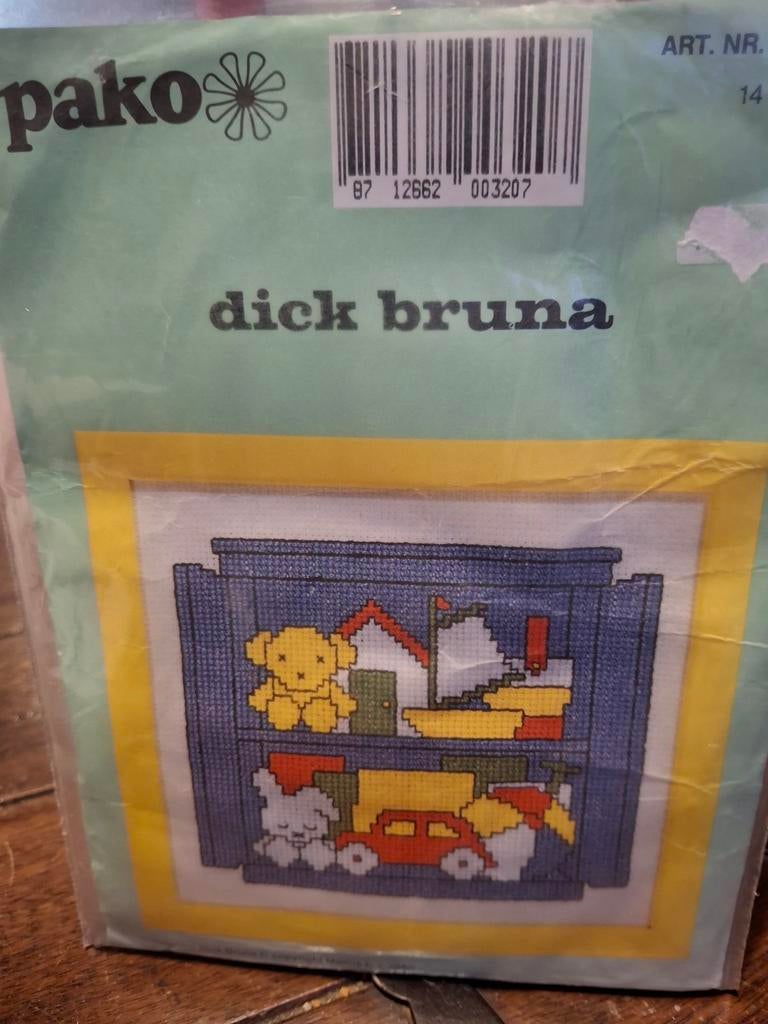 pako
ART. NR.
14
87 12662 003207
dick bruna